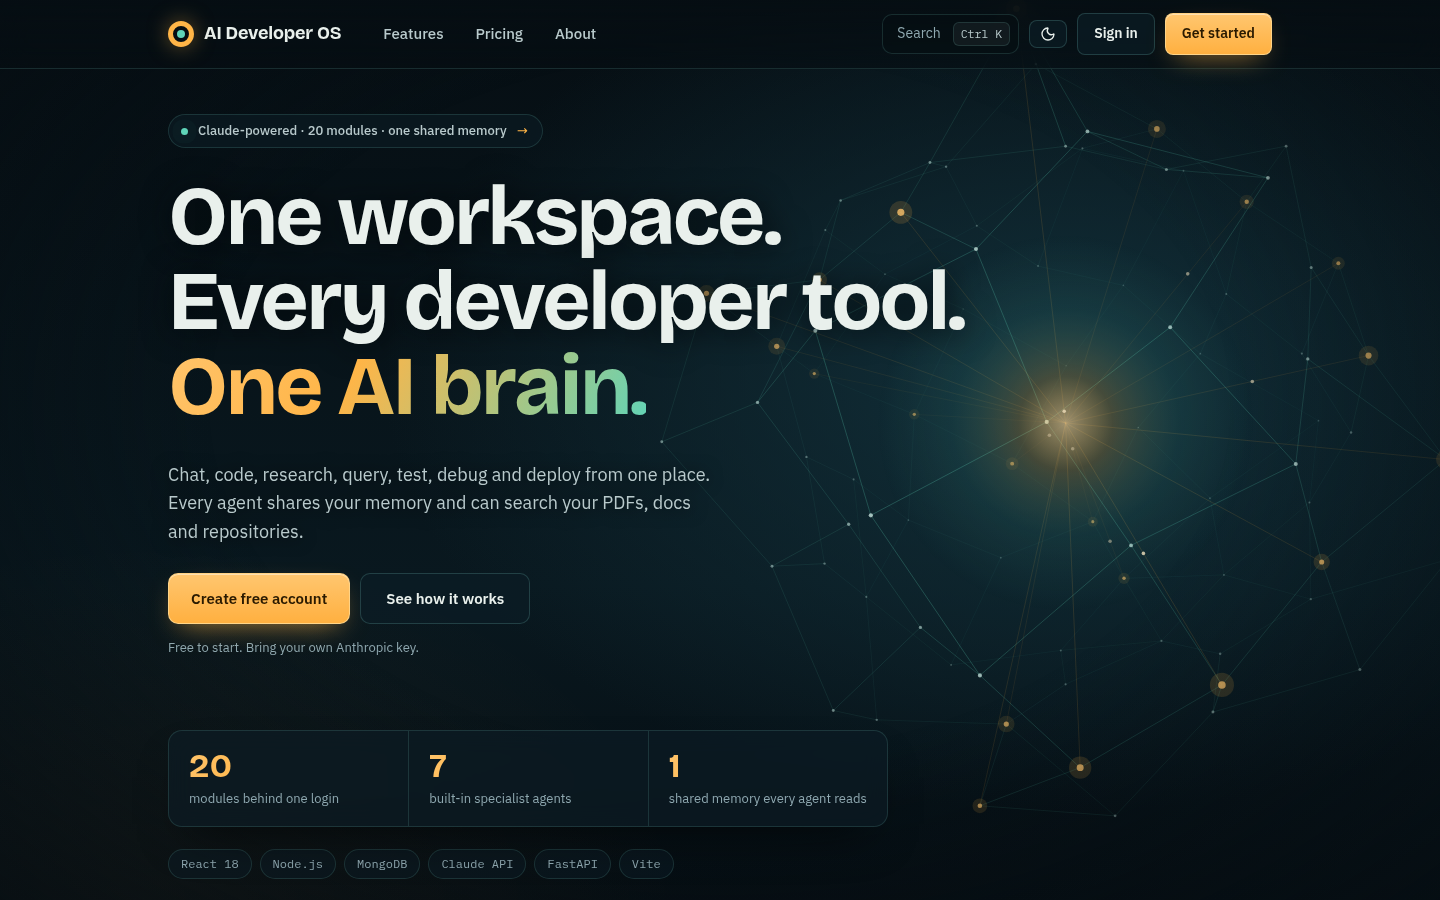 AI Developer OS
Features
Pricing
About
Search
Ctrl K
Sign in
Get started
Claude-powered · 20 modules · one shared memory →
One workspace.
Every developer tool.
One AI brain.
Chat, code, research, query, test, debug and deploy from one place.
Every agent shares your memory and can search your PDFs, docs
and repositories.
Create free account
See how it works
Free to start. Bring your own Anthropic key.
20
modules behind one login
7
built-in specialist agents
1
shared memory every agent reads
React 18
Node.js
MongoDB
Claude API
FastAPI
Vite